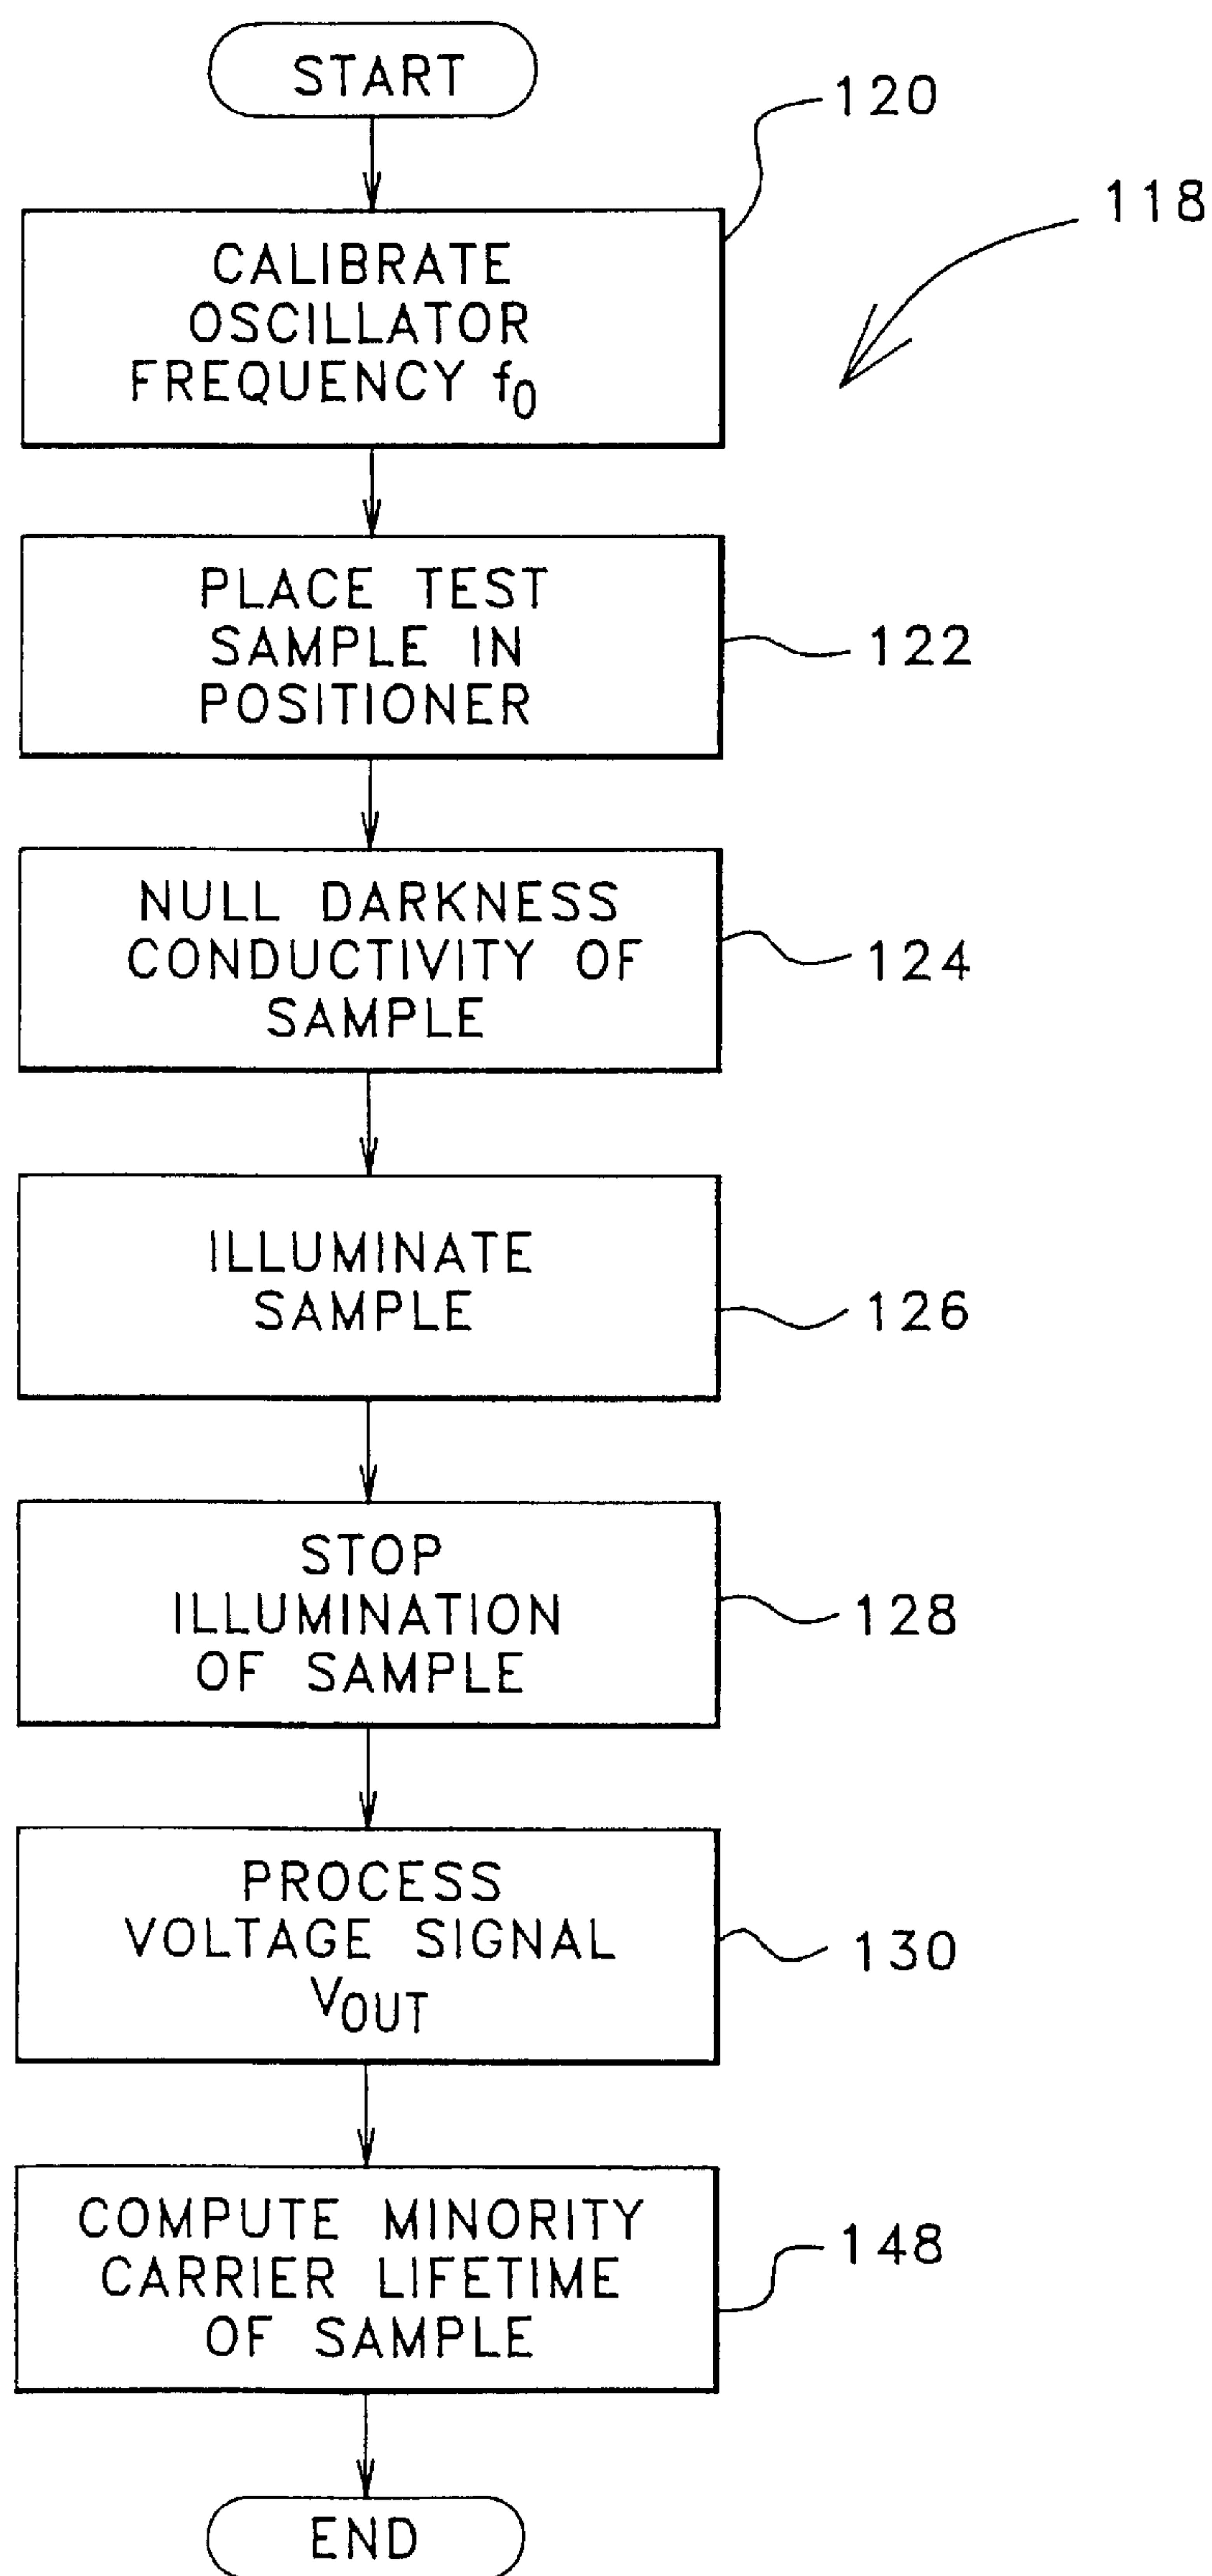 START
120
118
CALIBRATE
OSCILLATOR
FREQUENCY f0
PLACE TEST
SAMPLE IN
POSITIONER
122
NULL DARKNESS
CONDUCTIVITY OF
SAMPLE
124
ILLUMINATE
SAMPLE
126
STOP
ILLUMINATION
OF SAMPLE
128
PROCESS
VOLTAGE SIGNAL
VOUT
130
COMPUTE MINORITY
CARRIER LIFETIME
OF SAMPLE
148
END